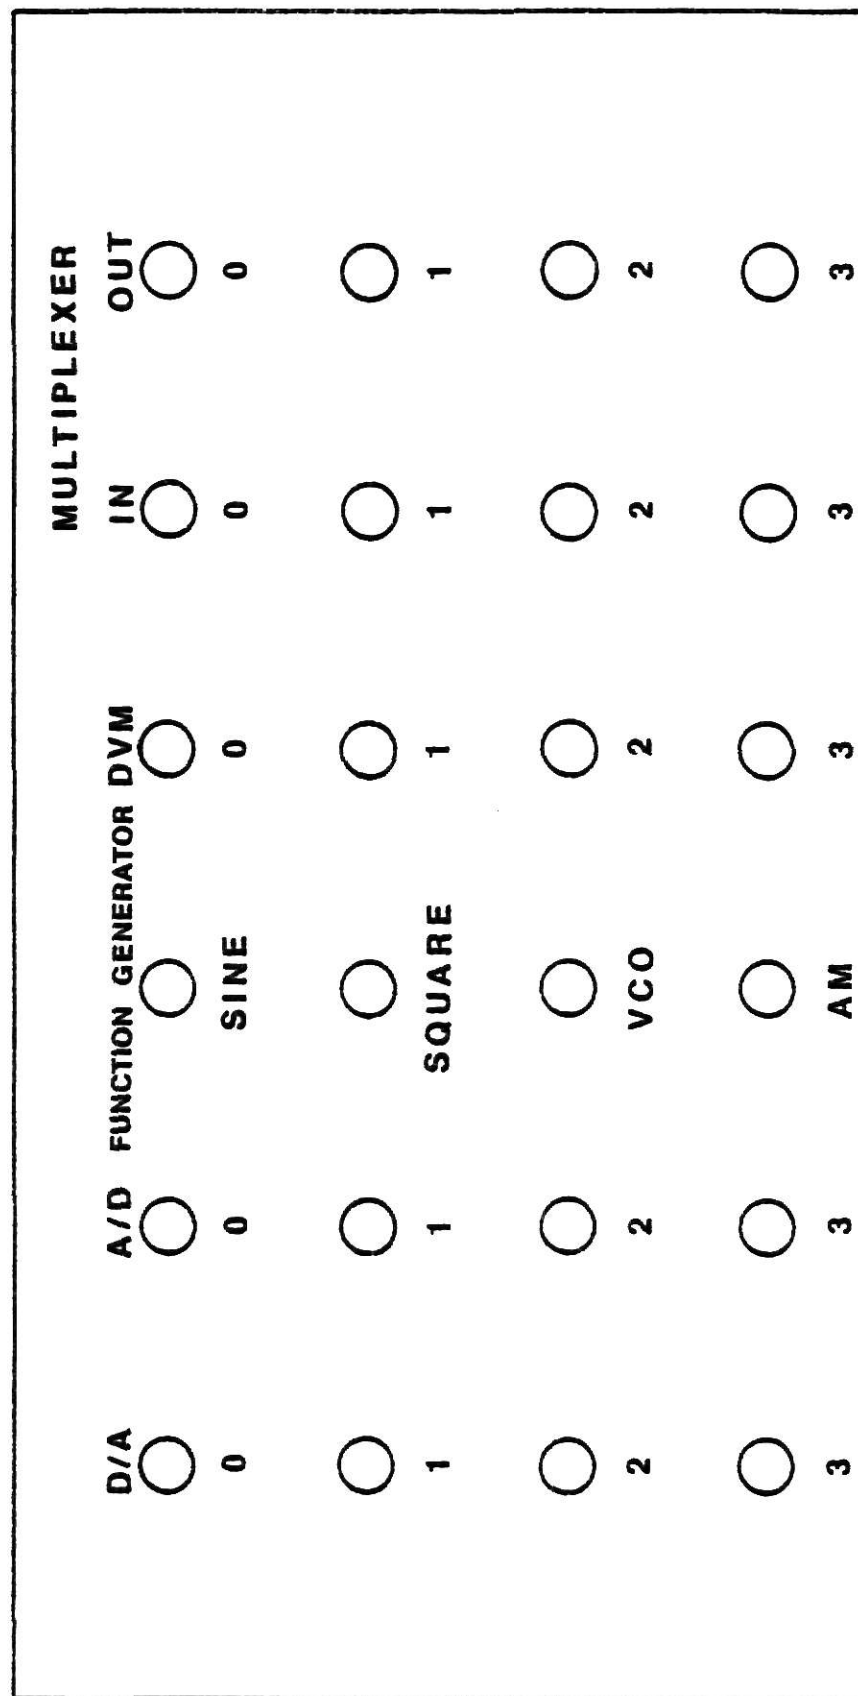 MULTIPLEXER
D/A A/D FUNCTION GENERATOR DVM IN OUT
0 0 SINE 0 0 0
1 1 SQUARE 1 1 1
2 2 VCO 2 2 2
3 3 AM 3 3 3